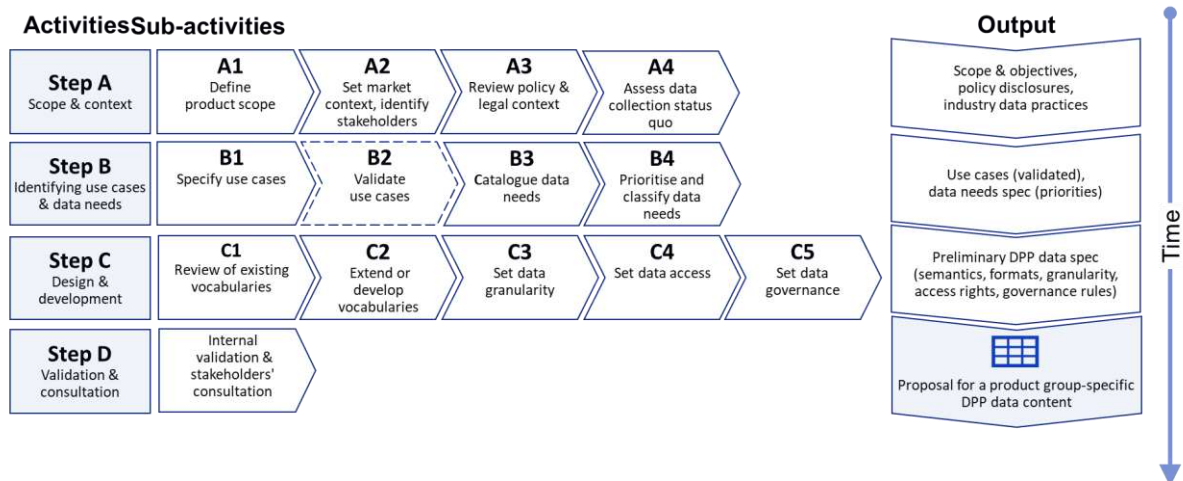 Activities Sub-activities
Output
Step A
Scope & context
A1
Define
product scope
A2
Set market
context, identify
stakeholders
A3
Review policy &
legal context
A4
Assess data
collection status
quo
Scope & objectives,
policy disclosures,
industry data practices
Step B
Identifying use cases
& data needs
B1
Specify use cases
B2
Validate
use cases
B3
Catalogue data
needs
B4
Prioritise and
classify data
needs
Use cases (validated),
data needs spec (priorities)
Step C
Design &
development
C1
Review of existing
vocabularies
C2
Extend or
develop
vocabularies
C3
Set data
granularity
C4
Set data access
C5
Set data
governance
Preliminary DPP data spec
(semantics, formats, granularity,
access rights, governance rules)
Step D
Validation &
consultation
Internal
validation &
stakeholders'
consultation
Proposal for a product group-specific
DPP data content
Time